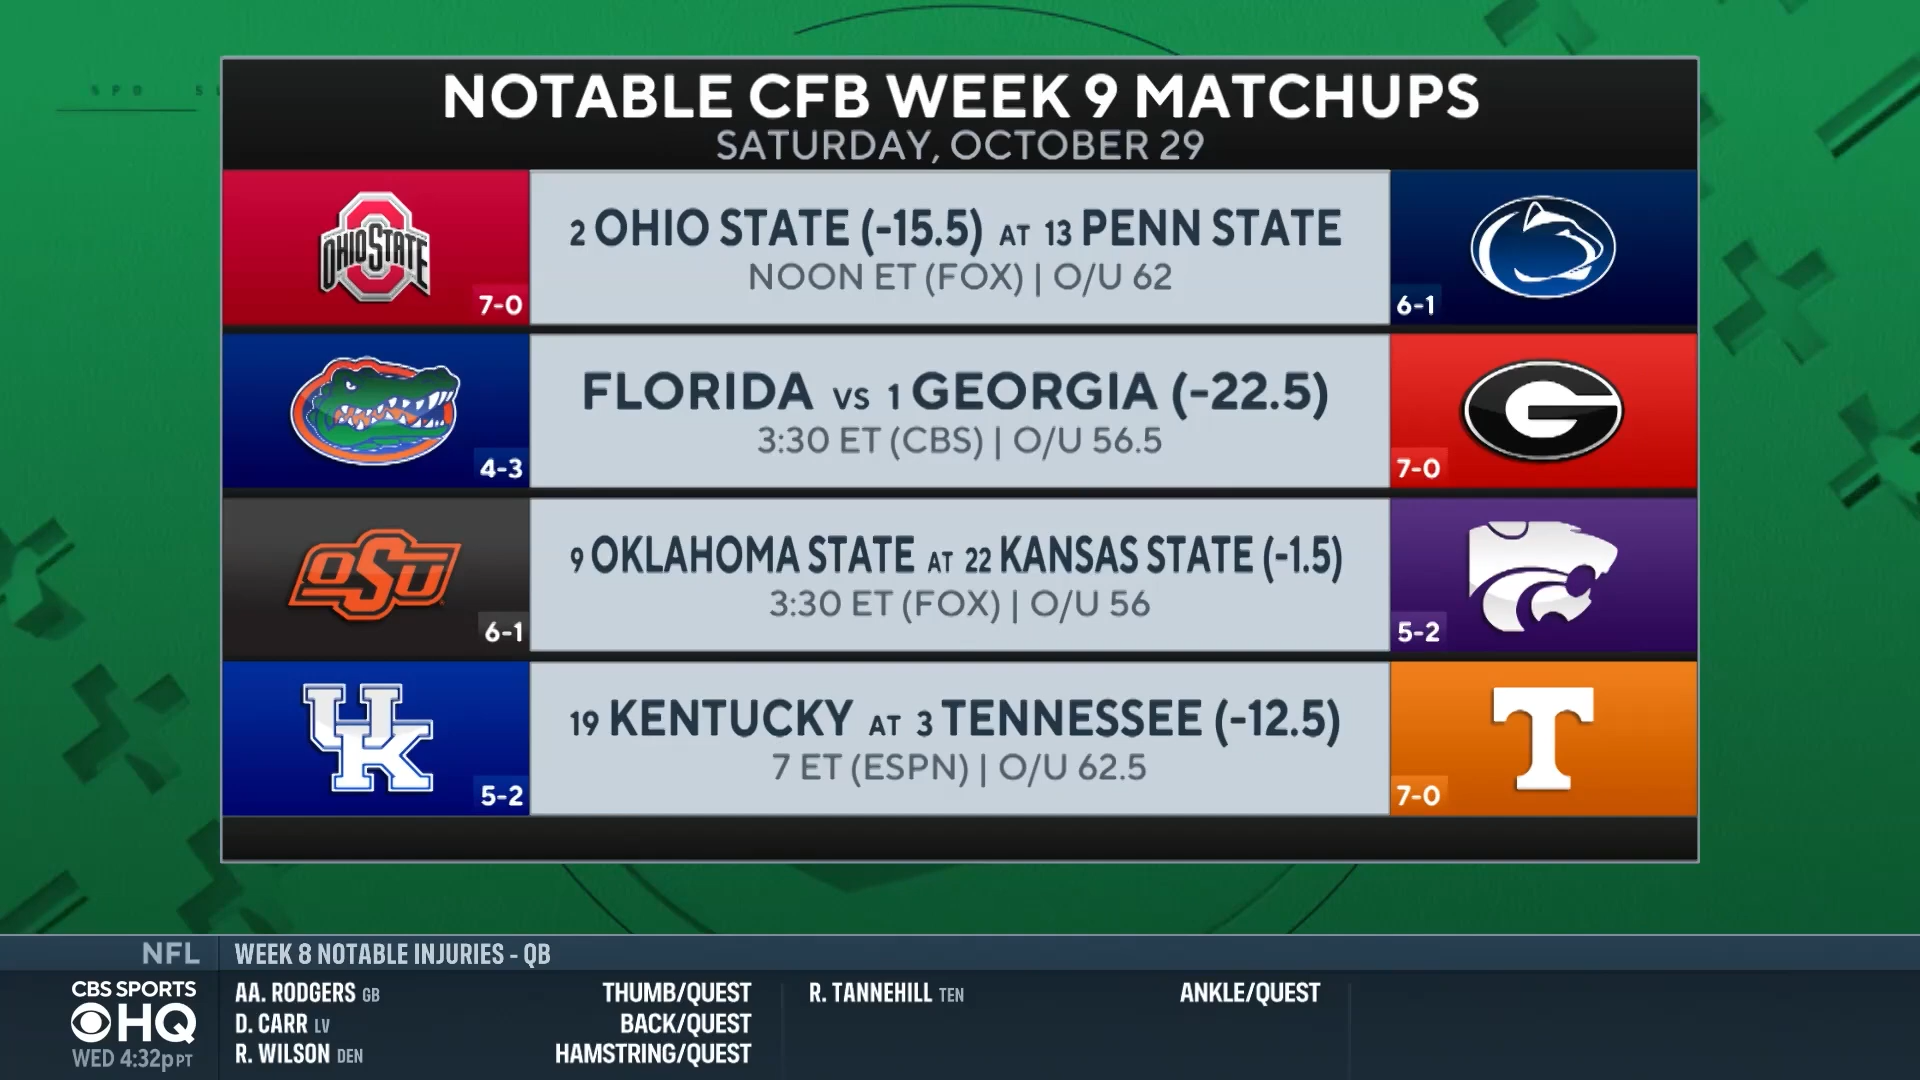 NOTABLE CFB WEEK 9 MATCHUPS
SATURDAY, OCTOBER 29
OHIO STATE
7-0
2 OHIO STATE (-15.5) AT 13 PENN STATE
NOON ET (FOX) | O/U 62
6-1
4-3
FLORIDA VS 1 GEORGIA (-22.5)
3:30 ET (CBS) | O/U 56.5
G
7-0
OSU
6-1
9 OKLAHOMA STATE AT 22 KANSAS STATE (-1.5)
3:30 ET (FOX) | O/U 56
5-2
UK
5-2
19 KENTUCKY AT 3 TENNESSEE (-12.5)
7 ET (ESPN) | O/U 62.5
T
7-0
NFL WEEK 8 NOTABLE INJURIES - QB
CBS SPORTS
HQ
WED 4:32p PT
AA. RODGERS GB THUMB/QUEST
D. CARR LV BACK/QUEST
R. WILSON DEN HAMSTRING/QUEST
R. TANNEHILL TEN ANKLE/QUEST